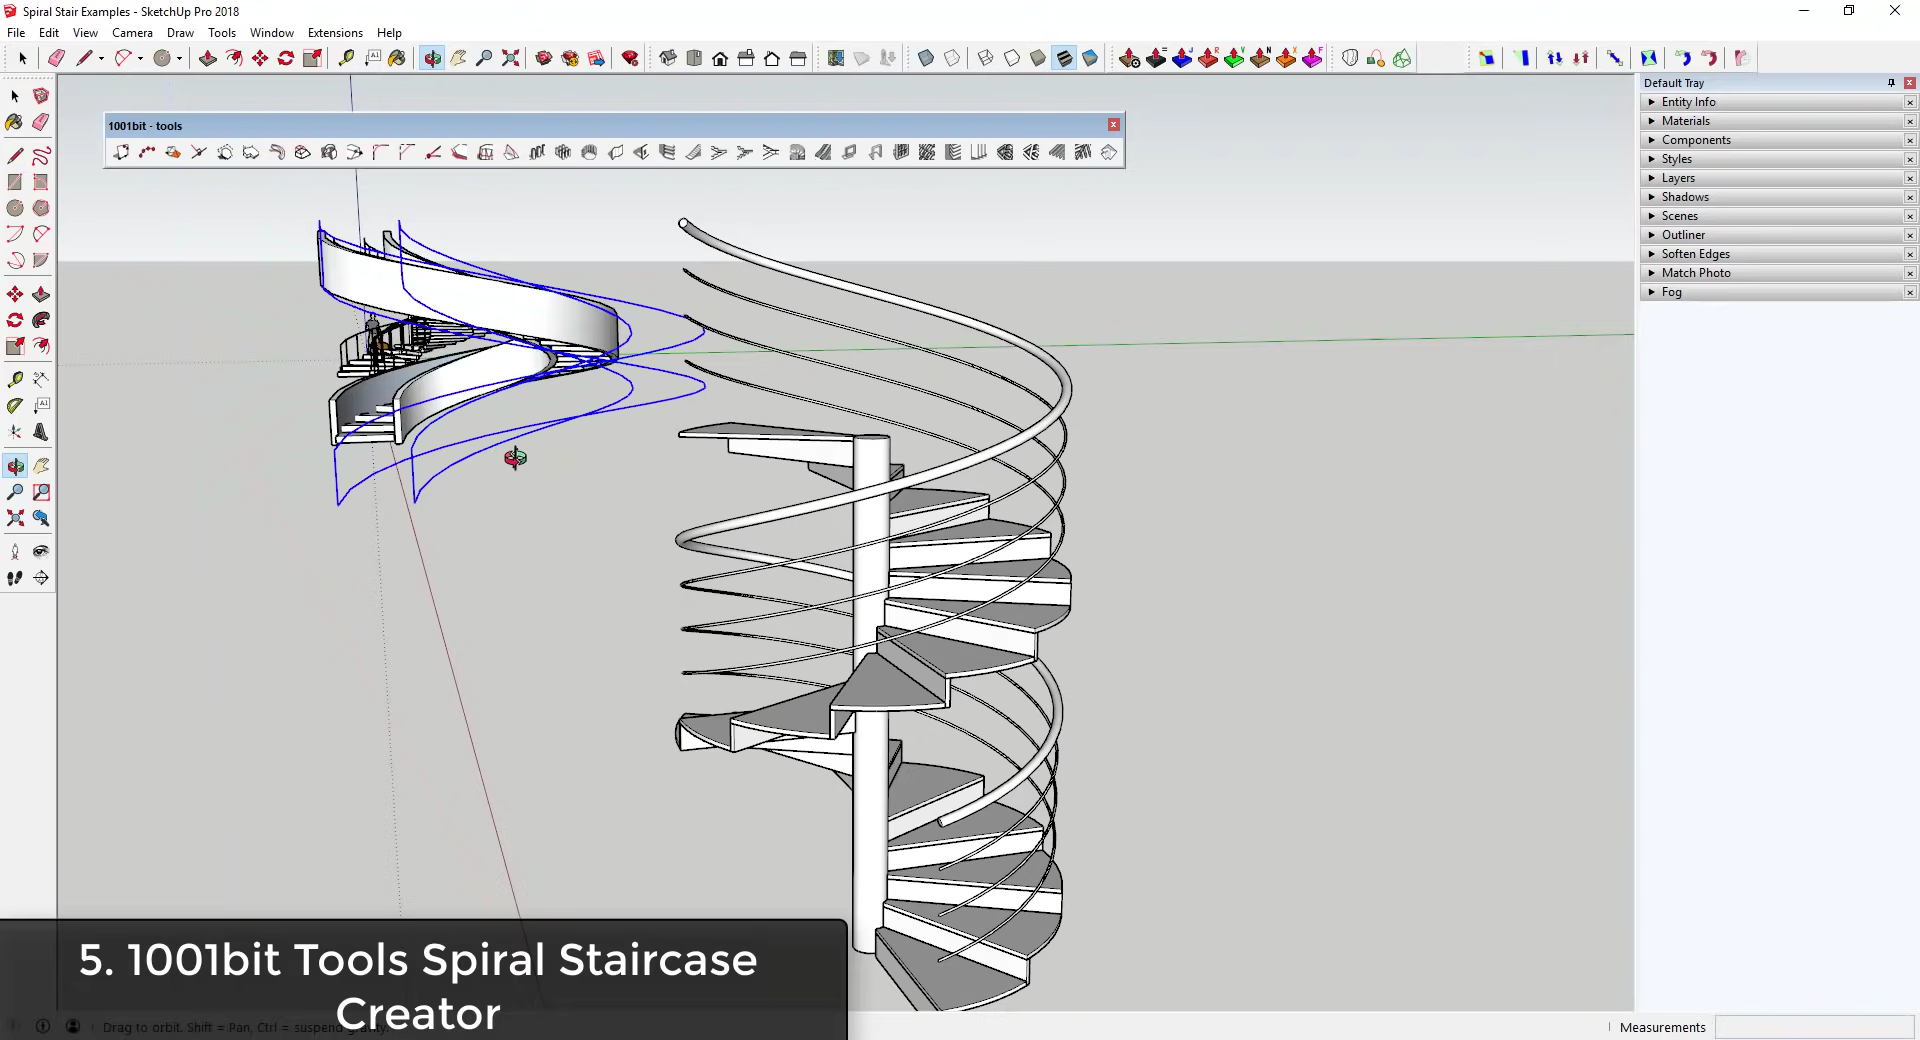 Spiral Stair Examples - SketchUp Pro 2018
File Edit View Camera Draw Tools Window Extensions Help
Default Tray
Entity Info
Materials
Components
Styles
Layers
Shadows
Scenes
Outliner
Soften Edges
Match Photo
Fog
1001bit - tools
5. 1001bit Tools Spiral Staircase
Creator
Drag to orbit. Shift = Pan, Ctrl = suspend gravity.
Measurements